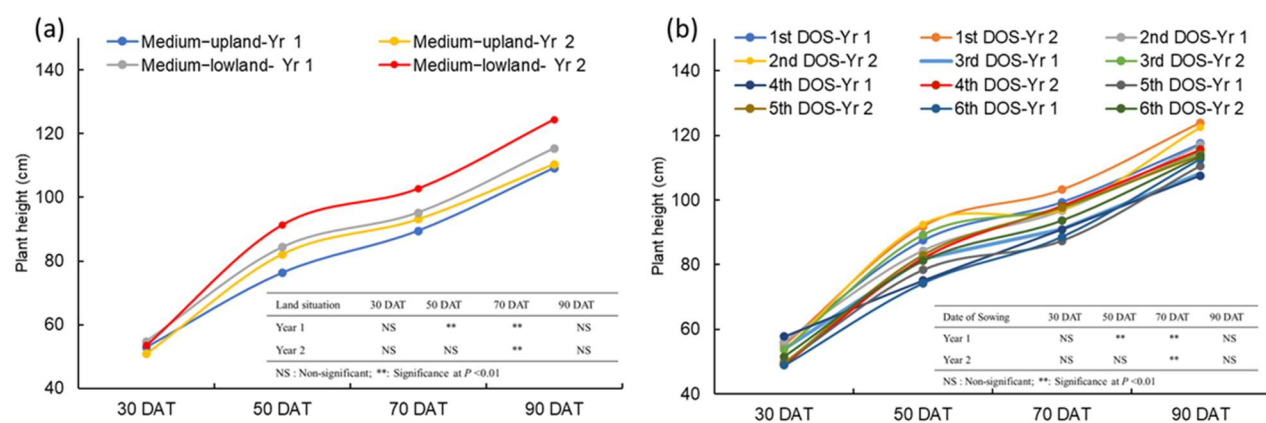 (a)
Medium-upland-Yr 1
Medium-upland-Yr 2
Medium-lowland- Yr 1
Medium-lowland- Yr 2
140
120
100
80
60
40
Plant height (cm)
Land situation 30 DAT 50 DAT 70 DAT 90 DAT
Year 1 NS ** ** NS
Year 2 NS NS ** NS
NS : Non-significant; **: Significance at P <0.01
30 DAT 50 DAT 70 DAT 90 DAT
(b)
1st DOS-Yr 1 1st DOS-Yr 2 2nd DOS-Yr 1
2nd DOS-Yr 2 3rd DOS-Yr 1 3rd DOS-Yr 2
4th DOS-Yr 1 4th DOS-Yr 2 5th DOS-Yr 1
5th DOS-Yr 2 6th DOS-Yr 1 6th DOS-Yr 2
140
120
100
80
60
40
Plant height (cm)
Date of Sowing 30 DAT 50 DAT 70 DAT 90 DAT
Year 1 NS ** ** NS
Year 2 NS NS ** NS
NS : Non-significant; **: Significance at P <0.01
30 DAT 50 DAT 70 DAT 90 DAT